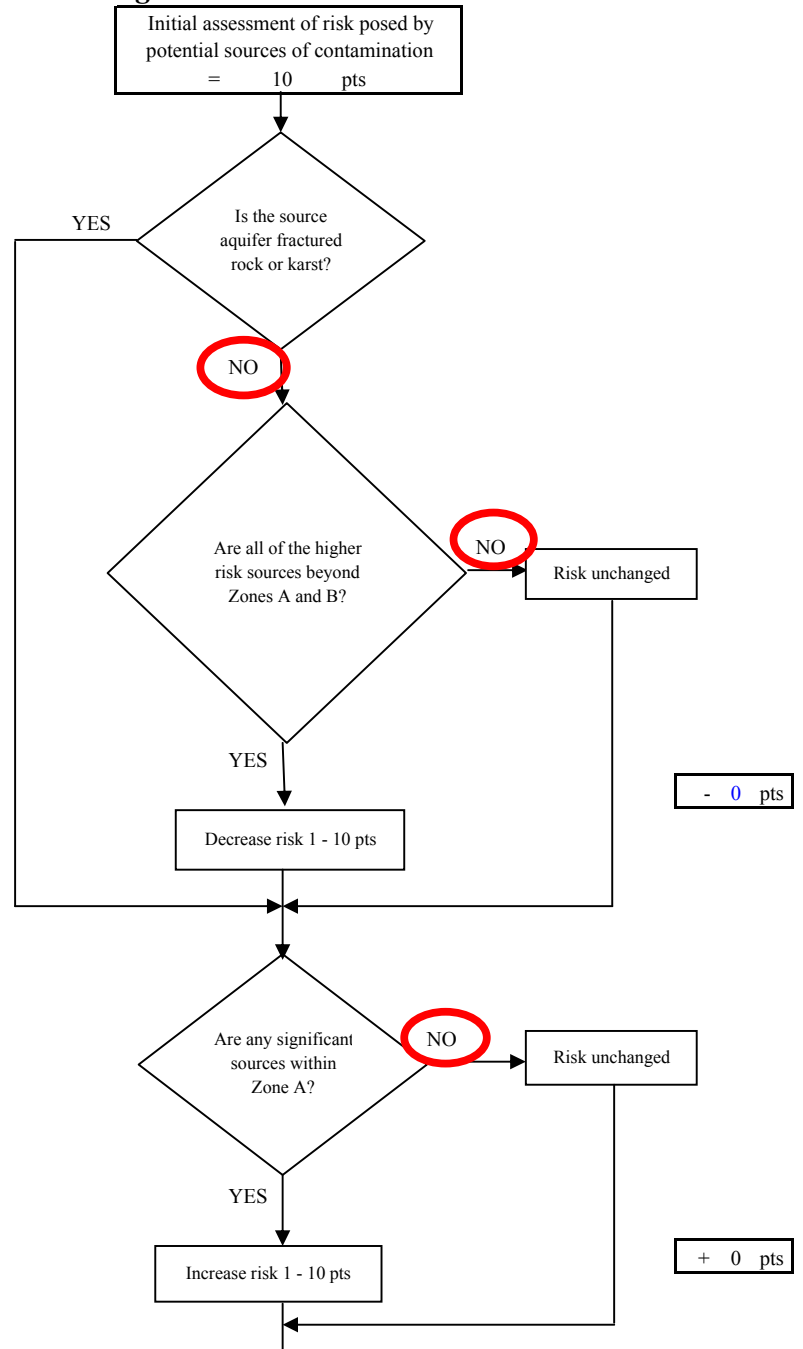 Initial assessment of risk posed by
potential sources of contamination
= 10 pts
YES
Is the source
aquifer fractured
rock or karst?
NO
Are all of the higher
risk sources beyond
Zones A and B?
NO
Risk unchanged
YES
- 0 pts
Decrease risk 1 - 10 pts
Are any significant
sources within
Zone A?
NO
Risk unchanged
YES
+ 0 pts
Increase risk 1 - 10 pts